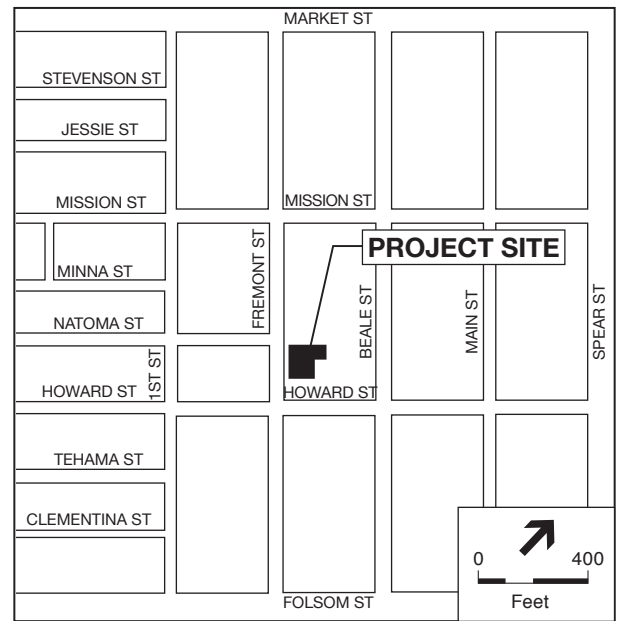 MARKET ST
STEVENSON ST
JESSIE ST
MISSION ST
MISSION ST
MINNA ST
FREMONT ST
PROJECT SITE
NATOMA ST
BEALE ST
MAIN ST
SPEAR ST
HOWARD ST
1ST ST
HOWARD ST
TEHAMA ST
CLEMENTINA ST
0 400
Feet
FOLSOM ST